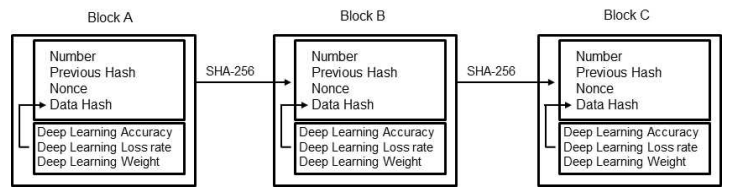 Block A
Number
Previous Hash
Nonce
Data Hash
Deep Learning Accuracy
Deep Learning Loss rate
Deep Learning Weight
SHA-256
Block B
Number
Previous Hash
Nonce
Data Hash
Deep Learning Accuracy
Deep Learning Loss rate
Deep Learning Weight
SHA-256
Block C
Number
Previous Hash
Nonce
Data Hash
Deep Learning Accuracy
Deep Learning Loss rate
Deep Learning Weight